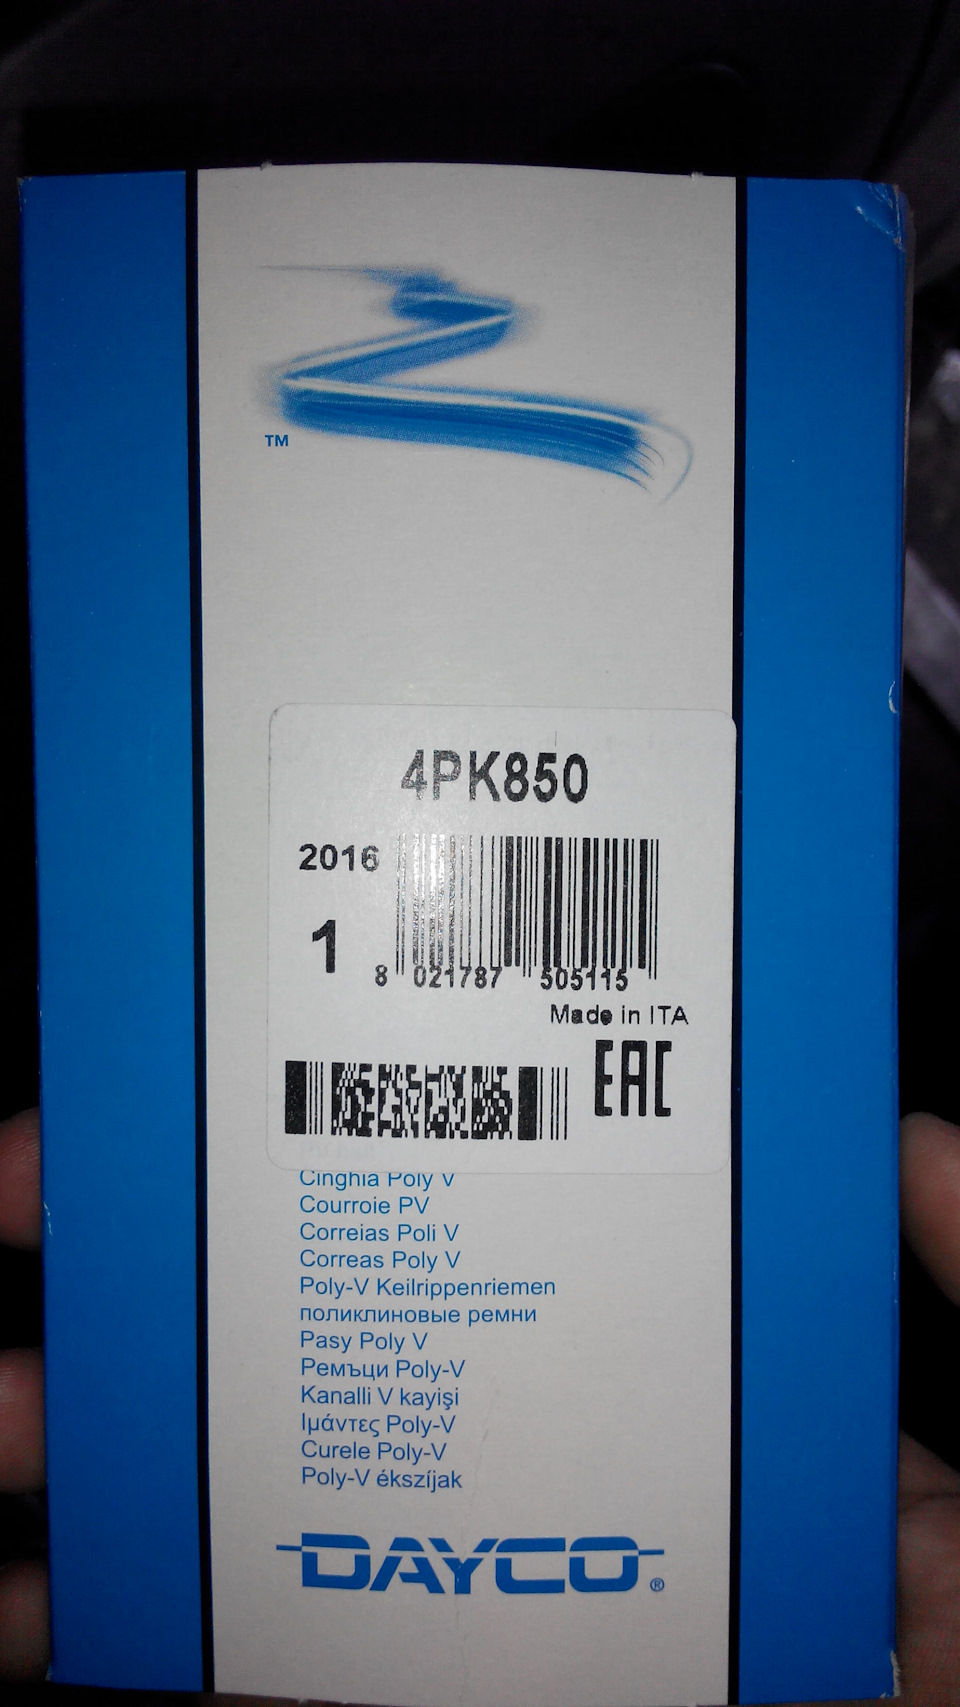 TM
4PK850
2016
1
8 021787 505115
Made in ITA
EAC
Cinghia Poly V
Courroie PV
Correias Poli V
Correas Poly V
Poly-V Keilrippenriemen
поликлиновые ремни
Pasy Poly V
Ремъци Poly-V
Kanalli V kayişi
Ιμάντες Poly-V
Curele Poly-V
Poly-V ékszíjak
DAYCO®